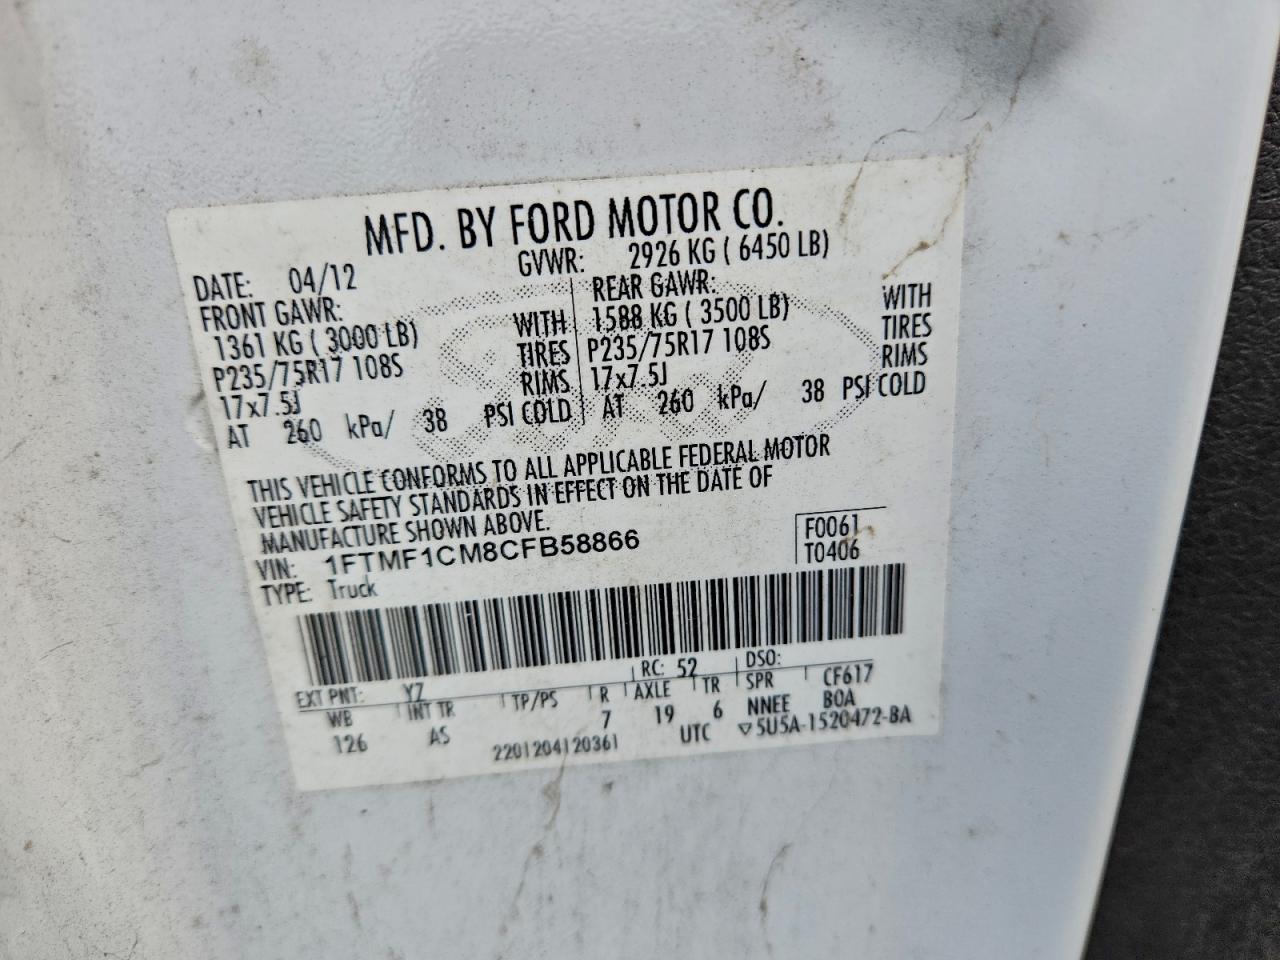 MFD. BY FORD MOTOR CO.
DATE: 04/12 GVWR: 2926 KG ( 6450 LB)
FRONT GAWR: REAR GAWR:
1361 KG ( 3000 LB) WITH 1588 KG ( 3500 LB) WITH
P235/75R17 108S TIRES P235/75R17 108S TIRES
17x7.5J RIMS 17x7.5J RIMS
AT 260 kPa/ 38 PSI COLD AT 260 kPa/ 38 PSI COLD
THIS VEHICLE CONFORMS TO ALL APPLICABLE FEDERAL MOTOR
VEHICLE SAFETY STANDARDS IN EFFECT ON THE DATE OF
MANUFACTURE SHOWN ABOVE.
VIN: 1FTMF1CM8CFB58866 F0061
TYPE: Truck T0406
EXT PNT: YZ RC: 52 DSO:
WB INT TR TP/PS R AXLE TR SPR CF617
126 AS 7 19 6 NNEE BOA
2201204120361 UTC ▽5U5A-1520472-BA